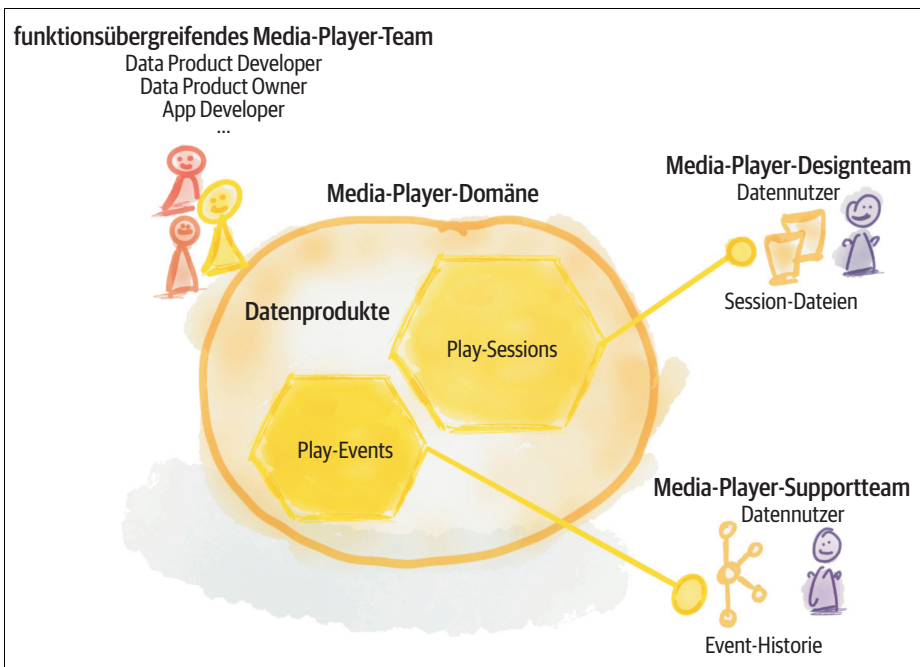 funktionsübergreifendes Media-Player-Team
Data Product Developer
Data Product Owner
App Developer
...
Media-Player-Domäne
Datenprodukte
Play-Sessions
Play-Events
Media-Player-Designteam
Datennutzer
Session-Dateien
Media-Player-Supportteam
Datennutzer
Event-Historie